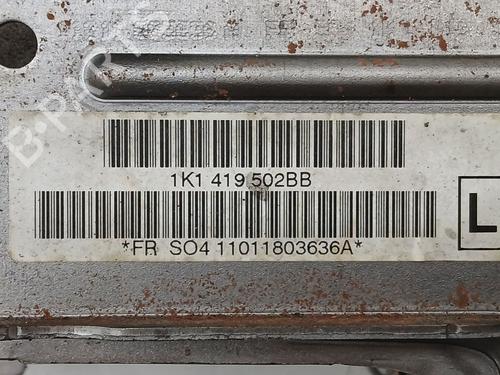 B-PARTS
1K1 419 502BB
*FR SO4 11011803636A*
L